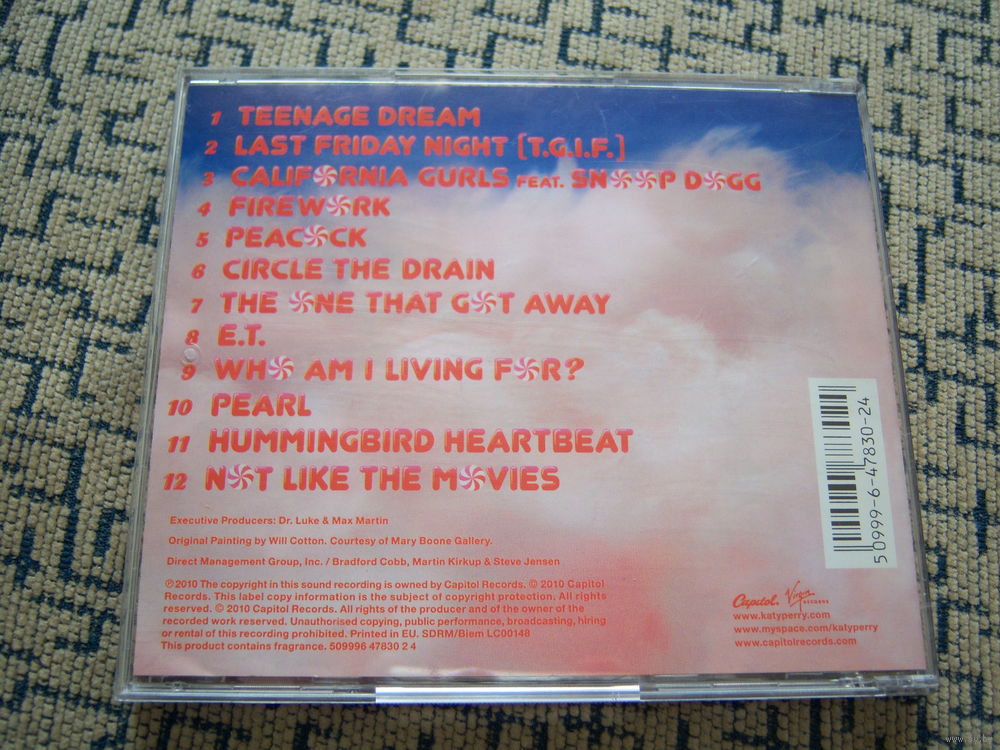 1 TEENAGE DREAM
2 LAST FRIDAY NIGHT [T.G.I.F.]
3 CALIFORNIA GURLS FEAT. SNOOP DOGG
4 FIREWORK
5 PEACOCK
6 CIRCLE THE DRAIN
7 THE ONE THAT GOT AWAY
8 E.T.
9 WHO AM I LIVING FOR?
10 PEARL
11 HUMMINGBIRD HEARTBEAT
12 NOT LIKE THE MOVIES
Executive Producers: Dr. Luke & Max Martin
Original Painting by Will Cotton. Courtesy of Mary Boone Gallery.
Direct Management Group, Inc. / Bradford Cobb, Martin Kirkup & Steve Jensen
℗2010 The copyright in this sound recording is owned by Capitol Records. © 2010 Capitol
Records. This label copy information is the subject of copyright protection. All rights
reserved. © 2010 Capitol Records. All rights of the producer and of the owner of the
recorded work reserved. Unauthorised copying, public performance, broadcasting, hiring
or rental of this recording prohibited. Printed in EU. SDRM/Biem LC00148
This product contains fragrance. 509996 47830 2 4
50999-6-47830-24
Capitol. Virgin RECORDS
www.katyperry.com
www.myspace.com/katyperry
www.capitolrecords.com